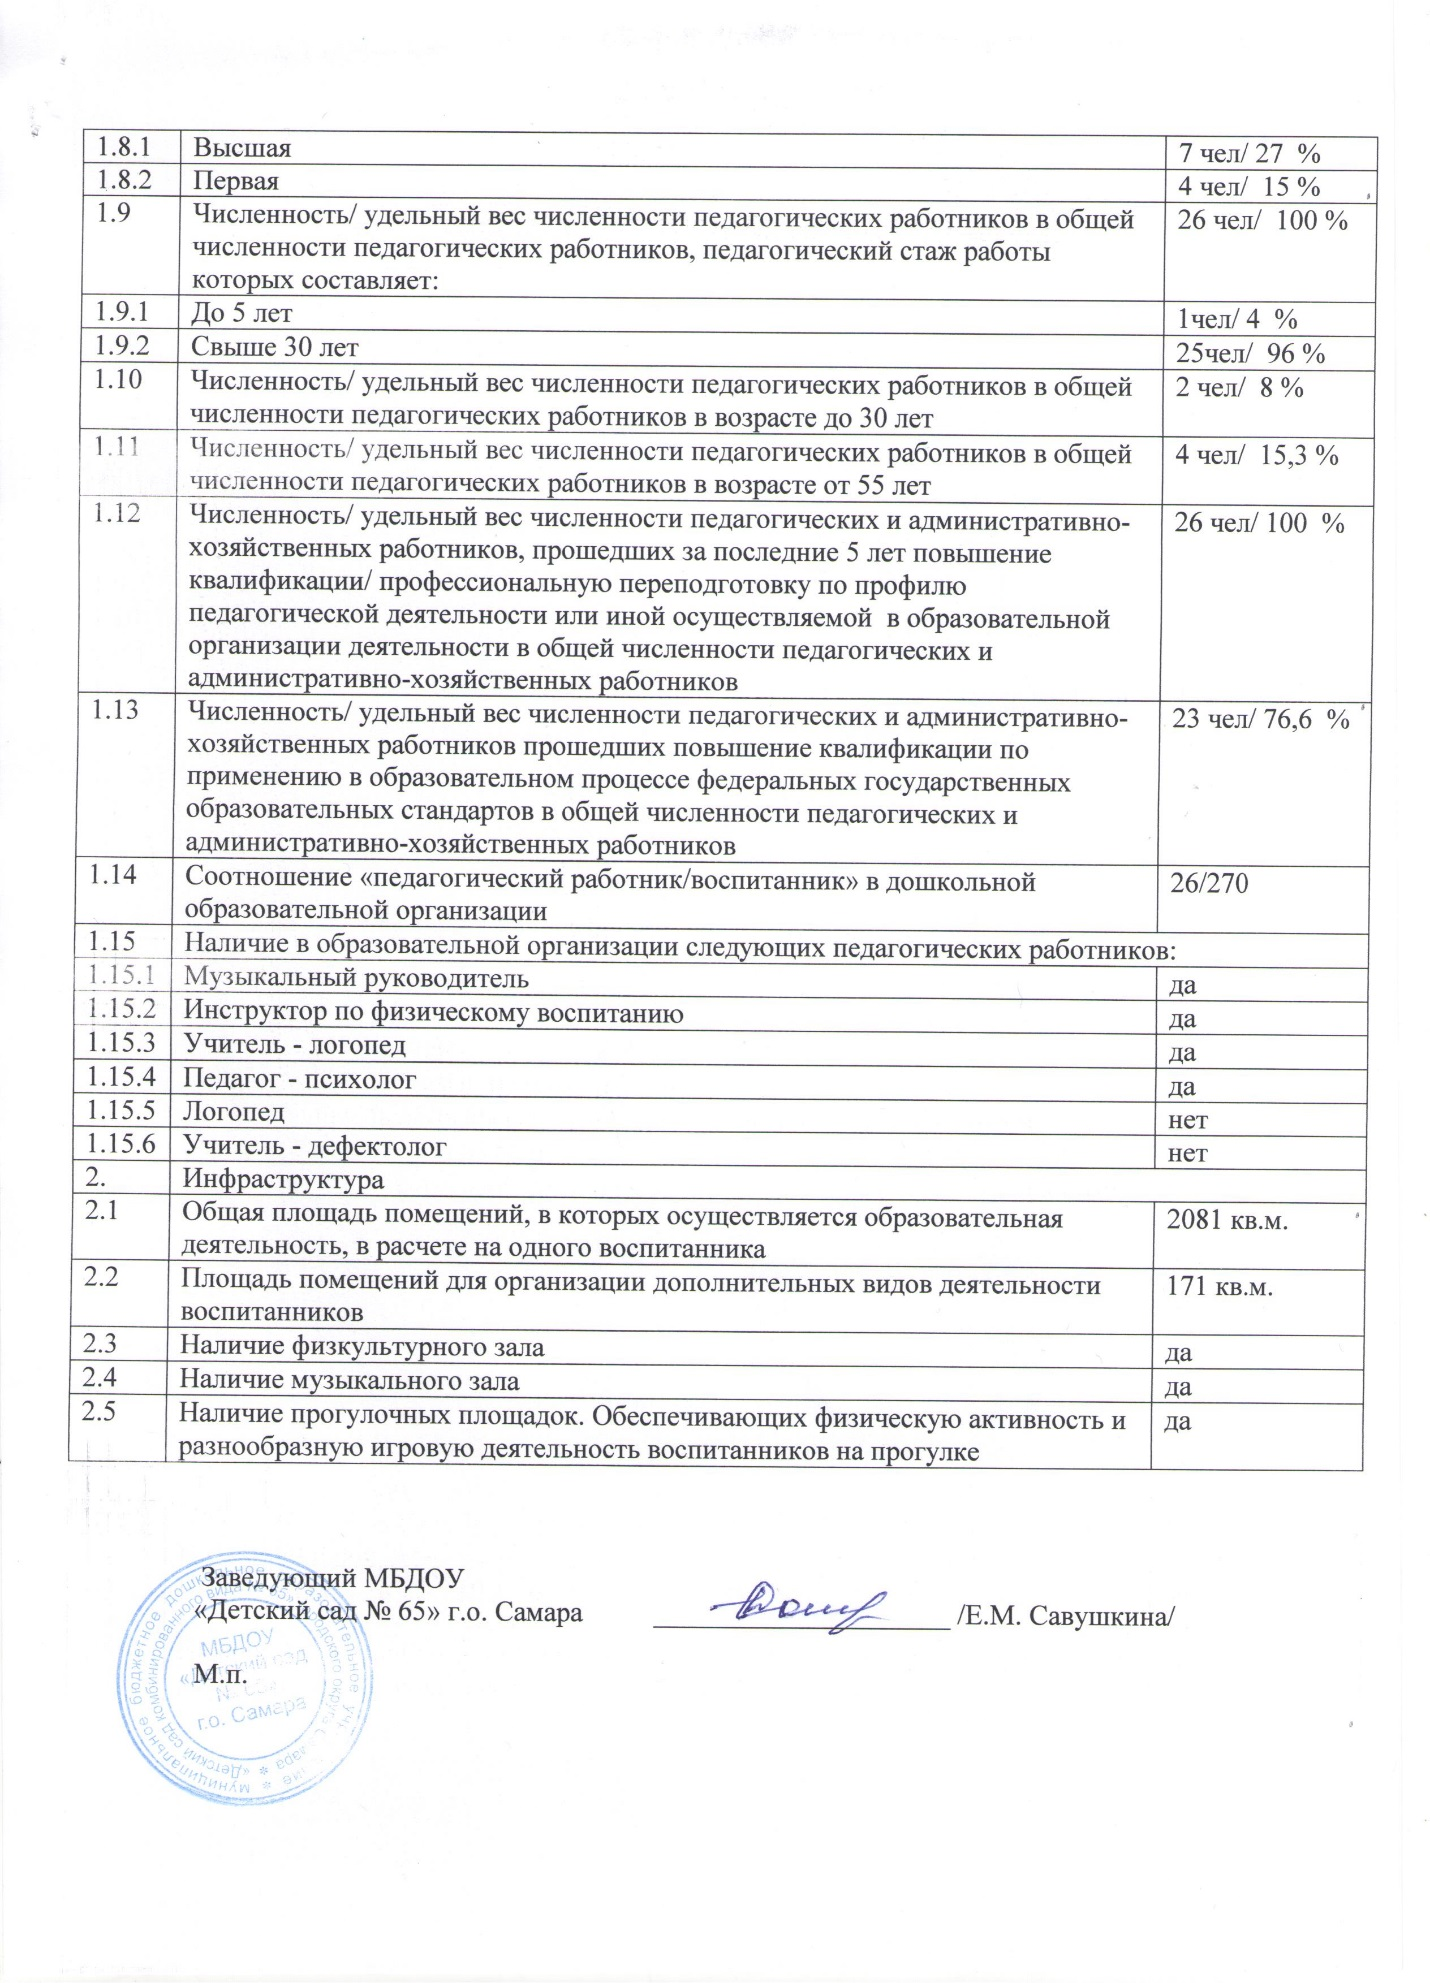 1.8.1 Высшая 7 чел/ 27 %
1.8.2 Первая 4 чел/ 15 %
1.9 Численность/ удельный вес численности педагогических работников в общей 26 чел/ 100 %
численности педагогических работников, педагогический стаж работы
которых составляет:
1.9.1 До 5 лет 1чел/ 4 %
1.9.2 Свыше 30 лет 25чел/ 96 %
1.10 Численность/ удельный вес численности педагогических работников в общей 2 чел/ 8 %
численности педагогических работников в возрасте до 30 лет
1.11 Численность/ удельный вес численности педагогических работников в общей 4 чел/ 15,3 %
численности педагогических работников в возрасте от 55 лет
1.12 Численность/ удельный вес численности педагогических и административно- 26 чел/ 100 %
хозяйственных работников, прошедших за последние 5 лет повышение
квалификации/ профессиональную переподготовку по профилю
педагогической деятельности или иной осуществляемой в образовательной
организации деятельности в общей численности педагогических и
административно-хозяйственных работников
1.13 Численность/ удельный вес численности педагогических и административно- 23 чел/ 76,6 %
хозяйственных работников прошедших повышение квалификации по
применению в образовательном процессе федеральных государственных
образовательных стандартов в общей численности педагогических и
административно-хозяйственных работников
1.14 Соотношение «педагогический работник/воспитанник» в дошкольной 26/270
образовательной организации
1.15 Наличие в образовательной организации следующих педагогических работников:
1.15.1 Музыкальный руководитель да
1.15.2 Инструктор по физическому воспитанию да
1.15.3 Учитель - логопед да
1.15.4 Педагог - психолог да
1.15.5 Логопед нет
1.15.6 Учитель - дефектолог нет
2. Инфраструктура
2.1 Общая площадь помещений, в которых осуществляется образовательная 2081 кв.м.
деятельность, в расчете на одного воспитанника
2.2 Площадь помещений для организации дополнительных видов деятельности 171 кв.м.
воспитанников
2.3 Наличие физкультурного зала да
2.4 Наличие музыкального зала да
2.5 Наличие прогулочных площадок. Обеспечивающих физическую активность и да
разнообразную игровую деятельность воспитанников на прогулке
Заведующий МБДОУ
«Детский сад № 65» г.о. Самара /Е.М. Савушкина/
М.п.
МБДОУ
«Детский сад
№ 65»
г.о. Самара